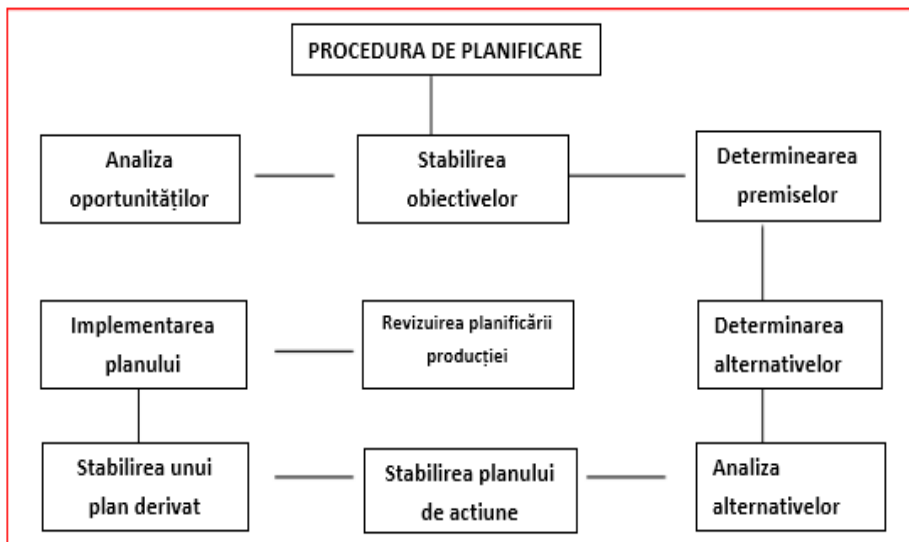 PROCEDURA DE PLANIFICARE
Analiza
oportunităților
Stabilirea
obiectivelor
Determinearea
premiselor
Implementarea
planului
Revizuirea planificării
producției
Determinarea
alternativelor
Stabilirea unui
plan derivat
Stabilirea planului
de actiune
Analiza
alternativelor